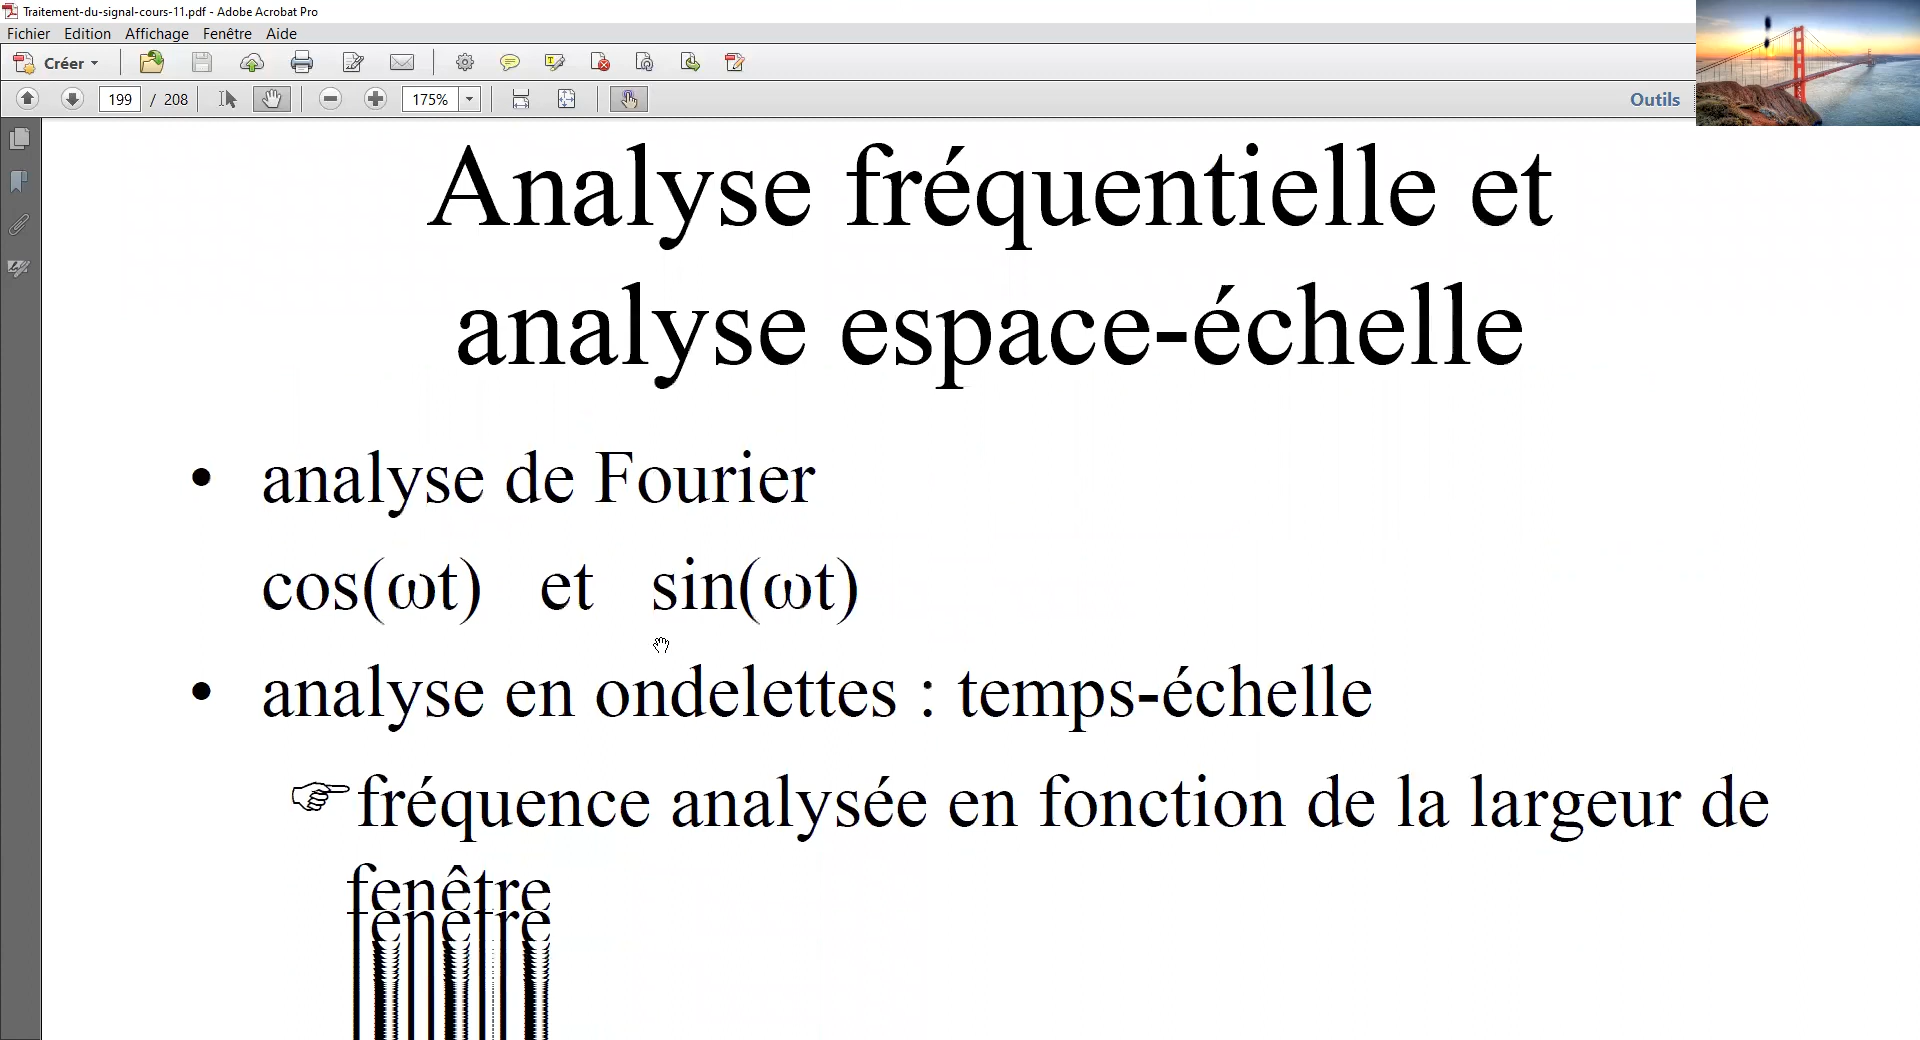 Traitement-du-signal-cours-11.pdf - Adobe Acrobat Pro
Fichier Edition Affichage Fenêtre Aide
Créer
199 / 208 175% Outils
Analyse fréquentielle et
analyse espace-échelle
• analyse de Fourier
cos(ωt) et sin(ωt)
• analyse en ondelettes : temps-échelle
☞fréquence analysée en fonction de la largeur de
fenêtre
fenêtre